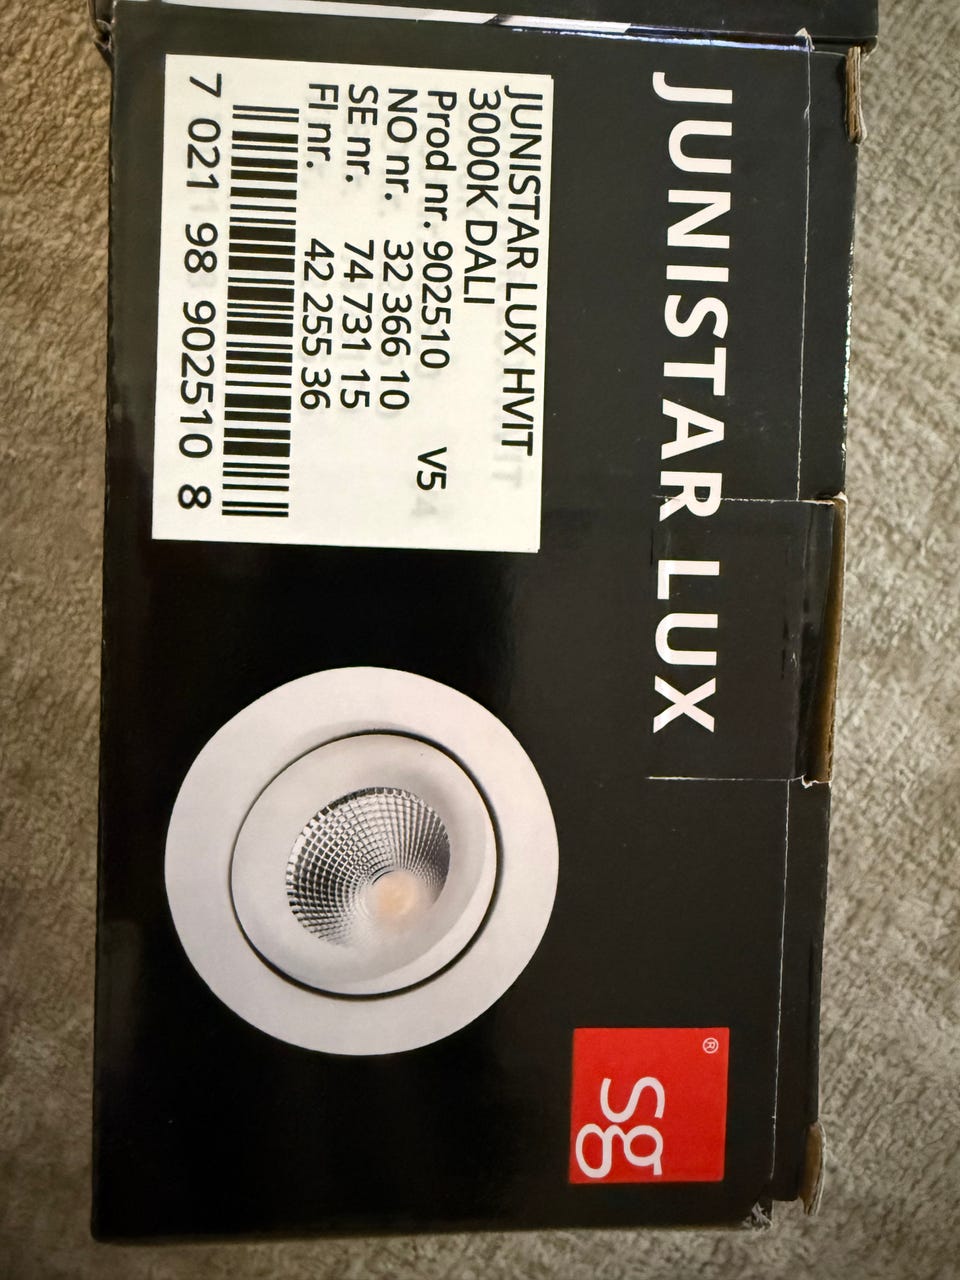 JUNISTAR LUX
JUNISTAR LUX HVIT
3000K DALI
Prod nr. 902510 V5
NO nr. 32 366 10
SE nr. 74 731 15
FI nr. 42 255 36
7 021 98 902510 8
sg
®